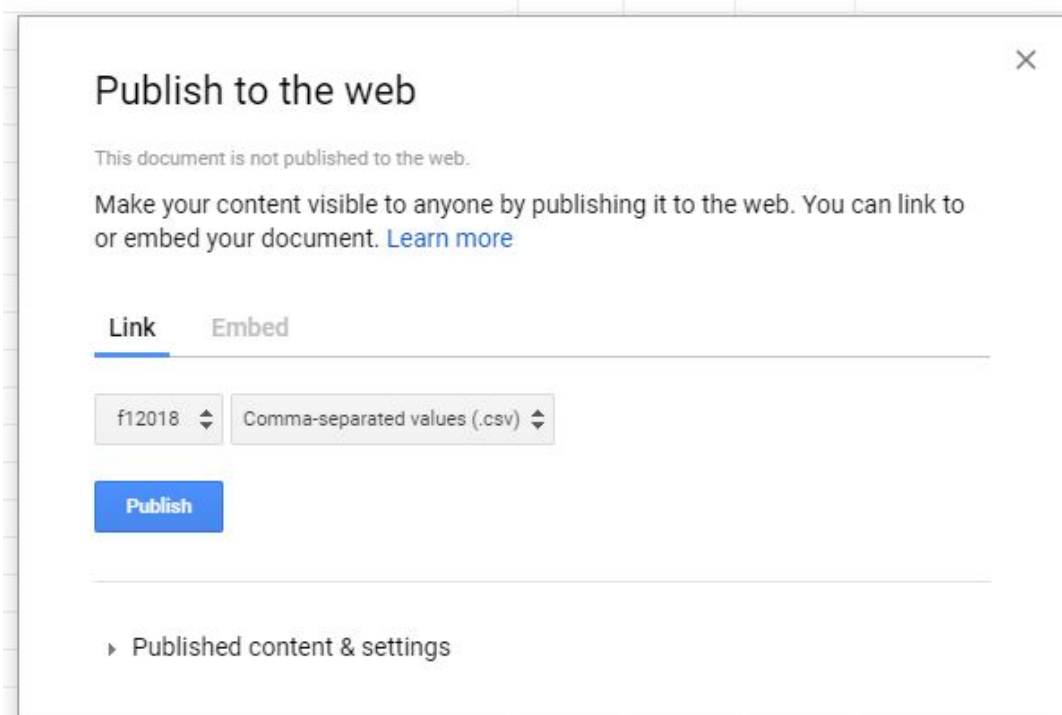 Publish to the web
This document is not published to the web.
Make your content visible to anyone by publishing it to the web. You can link to
or embed your document. Learn more
Link Embed
f12018 Comma-separated values (.csv)
Publish
Published content & settings